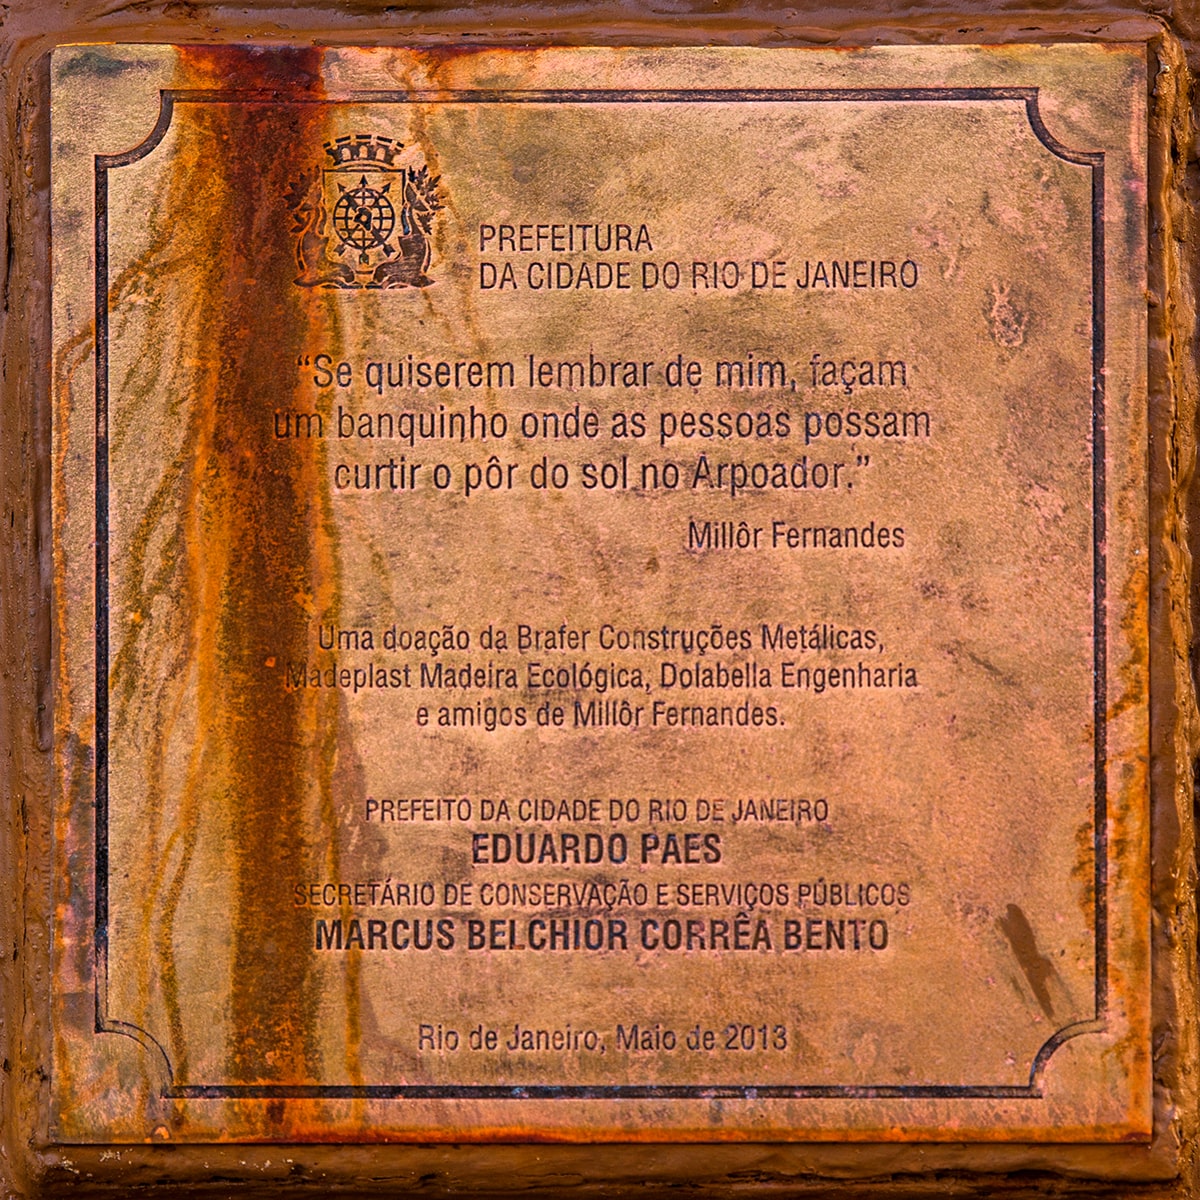 PREFEITURA
DA CIDADE DO RIO DE JANEIRO
“Se quiserem lembrar de mim, façam
um banquinho onde as pessoas possam
curtir o pôr do sol no Arpoador.”
Millôr Fernandes
Uma doação da Brafer Construções Metálicas,
Madeplast Madeira Ecológica, Dolabella Engenharia
e amigos de Millôr Fernandes.
PREFEITO DA CIDADE DO RIO DE JANEIRO
EDUARDO PAES
SECRETÁRIO DE CONSERVAÇÃO E SERVIÇOS PÚBLICOS
MARCUS BELCHIOR CORRÊA BENTO
Rio de Janeiro, Maio de 2013